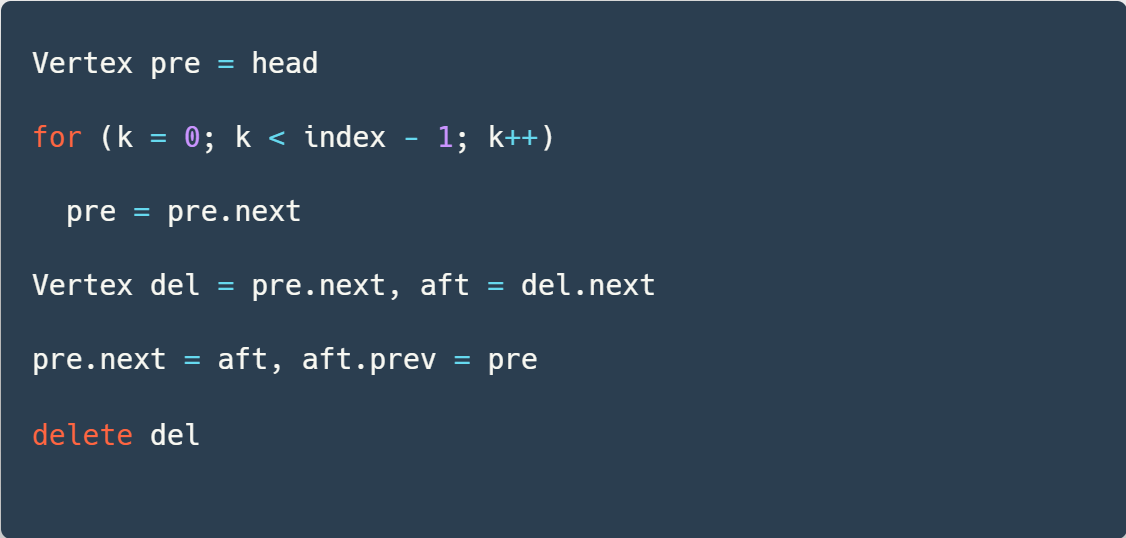 Vertex pre = head
for (k = 0; k < index - 1; k++)
  pre = pre.next
Vertex del = pre.next, aft = del.next
pre.next = aft, aft.prev = pre
delete del